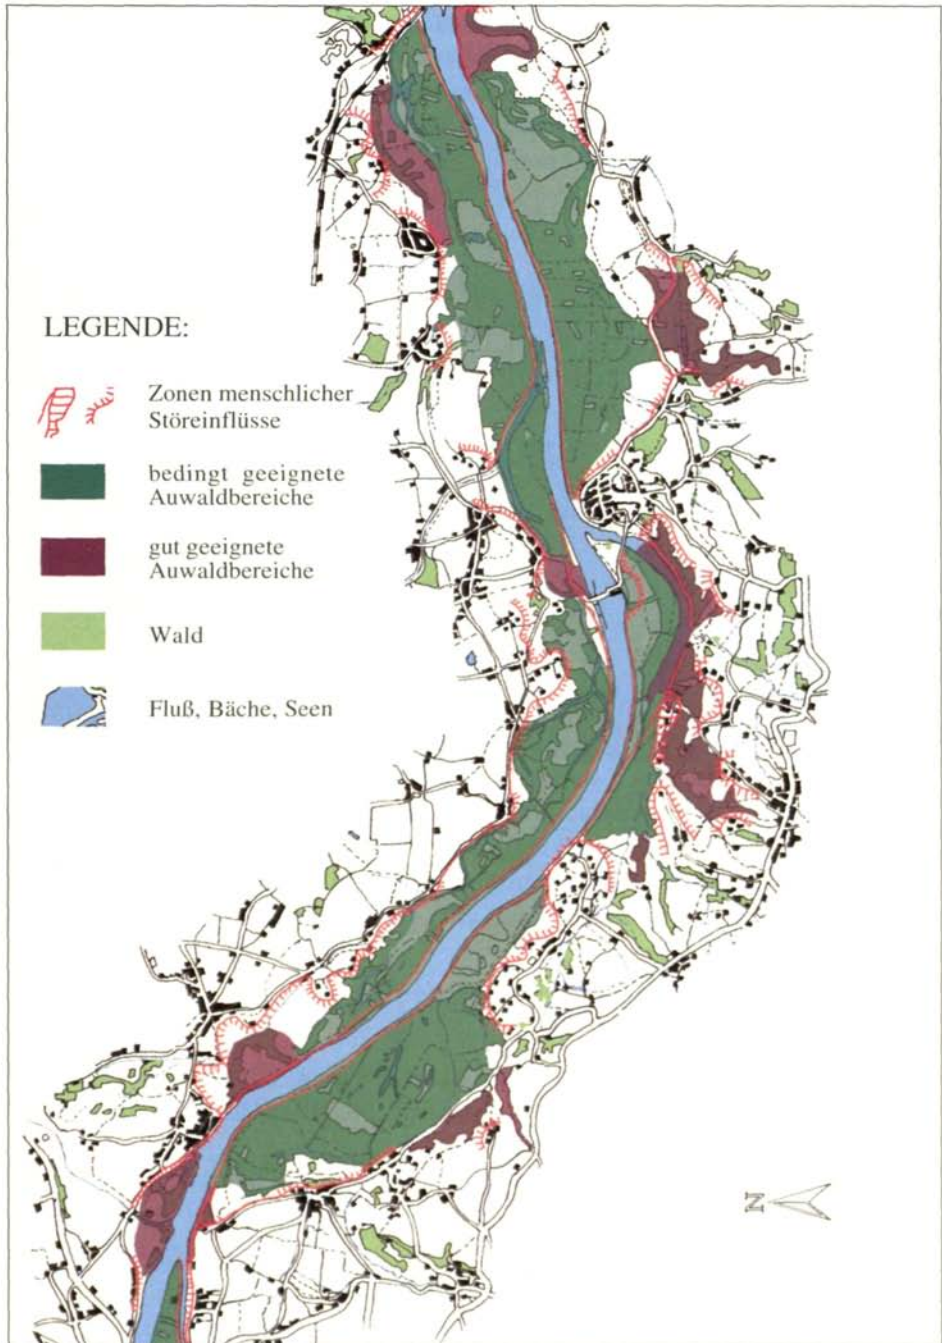 LEGENDE:
Zonen menschlicher
Störeinflüsse
bedingt geeignete
Auwaldbereiche
gut geeignete
Auwaldbereiche
Wald
Fluß, Bäche, Seen
N